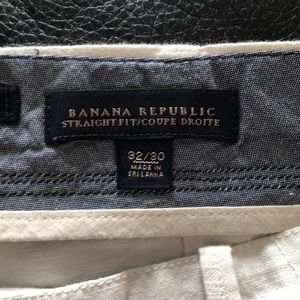 BANANA REPUBLIC
STRAIGHT FIT/COUPE DROITE
32/30
MADE IN
SRI LANKA